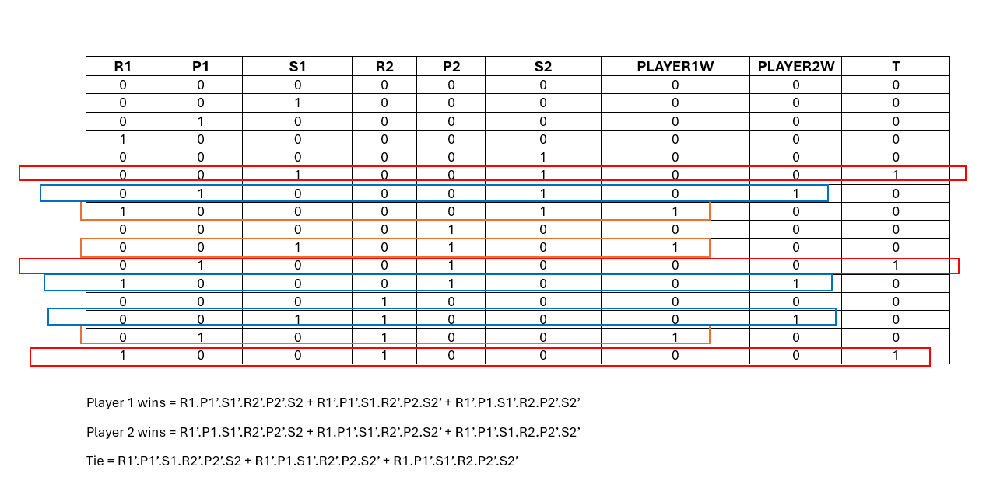 R1 P1 S1 R2 P2 S2 PLAYER1W PLAYER2W T
0 0 0 0 0 0 0 0 0
0 0 1 0 0 0 0 0 0
0 1 0 0 0 0 0 0 0
1 0 0 0 0 0 0 0 0
0 0 0 0 0 1 0 0 0
0 0 1 0 0 1 0 0 1
0 1 0 0 0 1 0 1 0
1 0 0 0 0 1 1 0 0
0 0 0 0 1 0 0 0 0
0 0 1 0 1 0 1 0 0
0 1 0 0 1 0 0 0 1
1 0 0 0 1 0 0 1 0
0 0 0 1 0 0 0 0 0
0 0 1 1 0 0 0 1 0
0 1 0 1 0 0 1 0 0
1 0 0 1 0 0 0 0 1
Player 1 wins = R1.P1’.S1’.R2’.P2’.S2 + R1’.P1’.S1.R2’.P2.S2’ + R1’.P1.S1’.R2.P2’.S2’
Player 2 wins = R1’.P1.S1’.R2’.P2’.S2 + R1.P1’.S1’.R2’.P2.S2’ + R1’.P1’.S1.R2.P2’.S2’
Tie = R1’.P1’.S1.R2’.P2’.S2 + R1’.P1.S1’.R2’.P2.S2’ + R1.P1’.S1’.R2.P2’.S2’